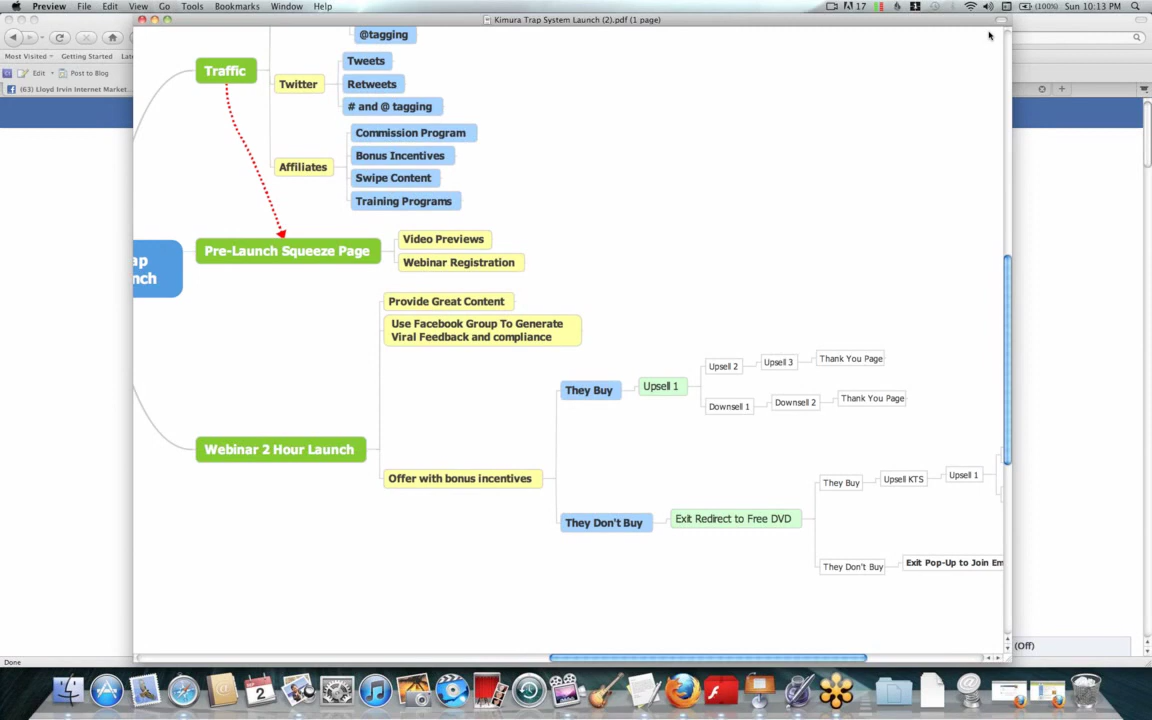 Preview File Edit View Go Tools Bookmarks Window Help
17
(100%) Sun 10:13 PM
Kimura Trap System Launch (2).pdf (1 page)
Most Visited
Getting Started
Edit
Post to Blog
(63) Lloyd Irvin Internet Market...
@tagging
Traffic
Tweets
Twitter
Retweets
# and @ tagging
Commission Program
Bonus Incentives
Affiliates
Swipe Content
Training Programs
Video Previews
Pre-Launch Squeeze Page
Webinar Registration
ap
nch
Provide Great Content
Use Facebook Group To Generate
Viral Feedback and compliance
Upsell 2
Upsell 3
Thank You Page
They Buy
Upsell 1
Downsell 1
Downsell 2
Thank You Page
Webinar 2 Hour Launch
Offer with bonus incentives
They Buy
Upsell KTS
Upsell 1
They Don't Buy
Exit Redirect to Free DVD
They Don't Buy
Exit Pop-Up to Join Em
(Off)
Done
2